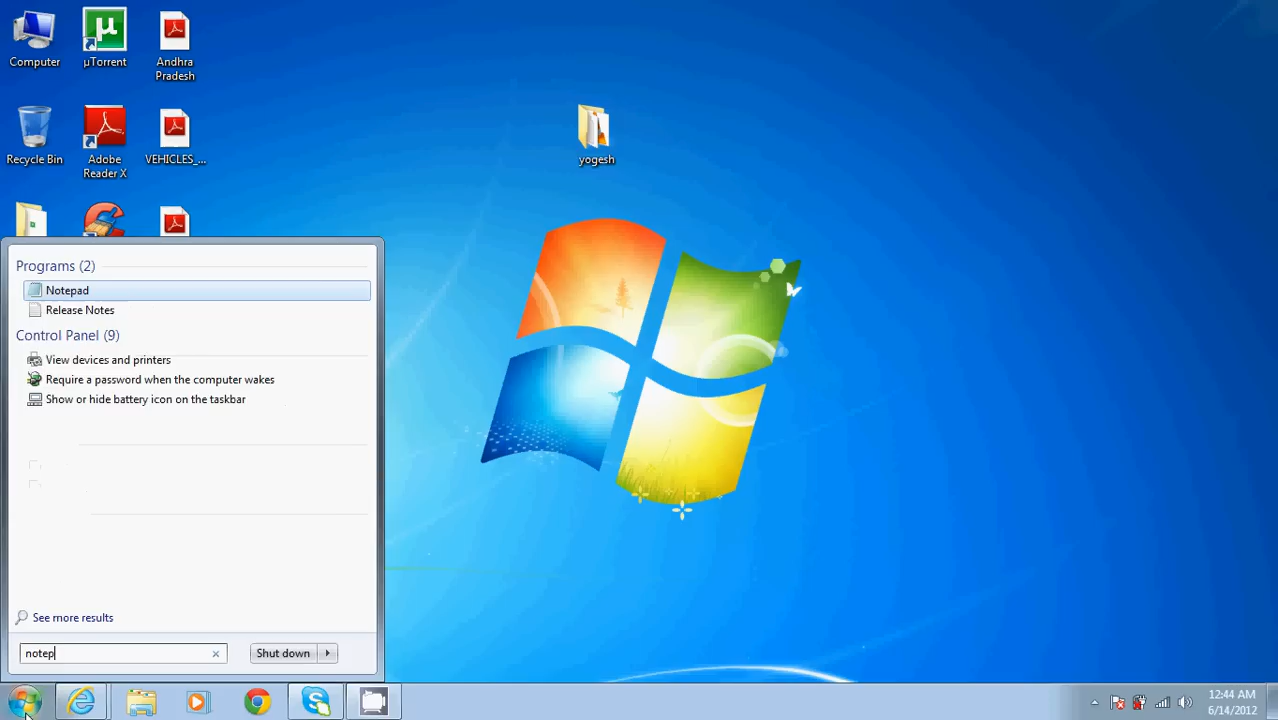 Computer
µTorrent
Andhra
Pradesh
Recycle Bin
Adobe
Reader X
VEHICLES_...
yogesh
Programs (2)
Notepad
Release Notes
Control Panel (9)
View devices and printers
Require a password when the computer wakes
Show or hide battery icon on the taskbar
See more results
notep
Shut down
12:44 AM
6/14/2012